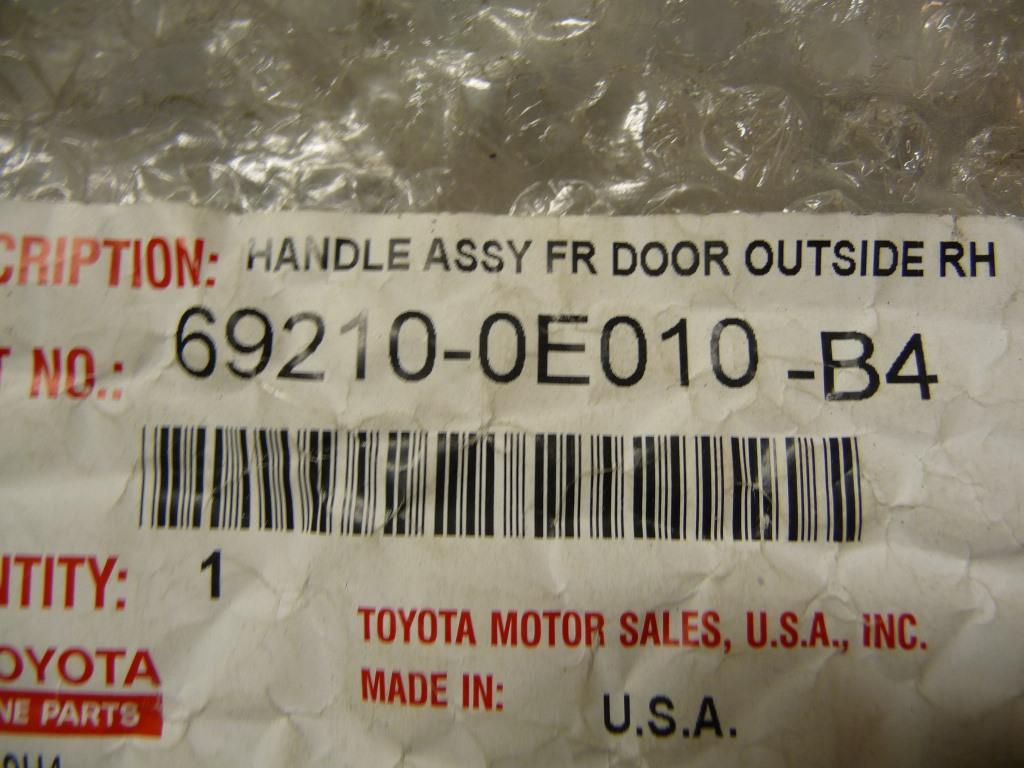 CRIPTION: HANDLE ASSY FR DOOR OUTSIDE RH
T NO.: 69210-0E010 -B4
NTITY: 1
TOYOTA MOTOR SALES, U.S.A., INC.
OYOTA
MADE IN: U.S.A.
NE PARTS